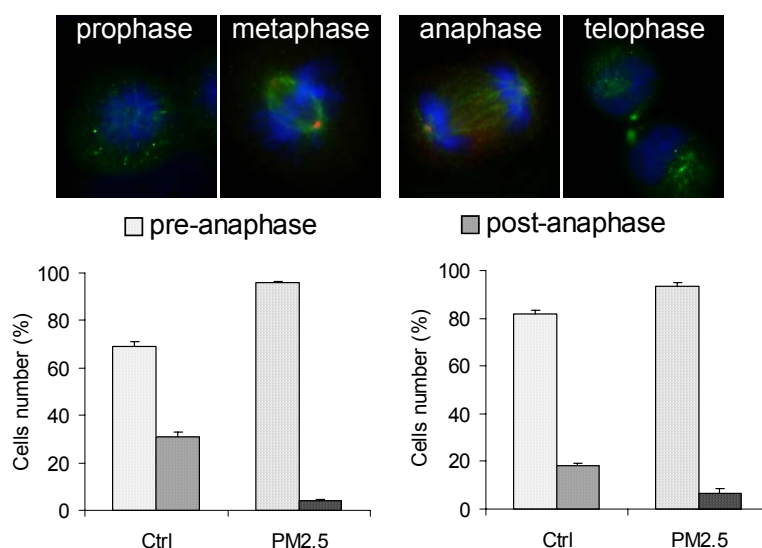 prophase metaphase anaphase telophase
pre-anaphase post-anaphase
Cells number (%)
100
80
60
40
20
0
Ctrl PM2.5
Cells number (%)
100
80
60
40
20
0
Ctrl PM2.5